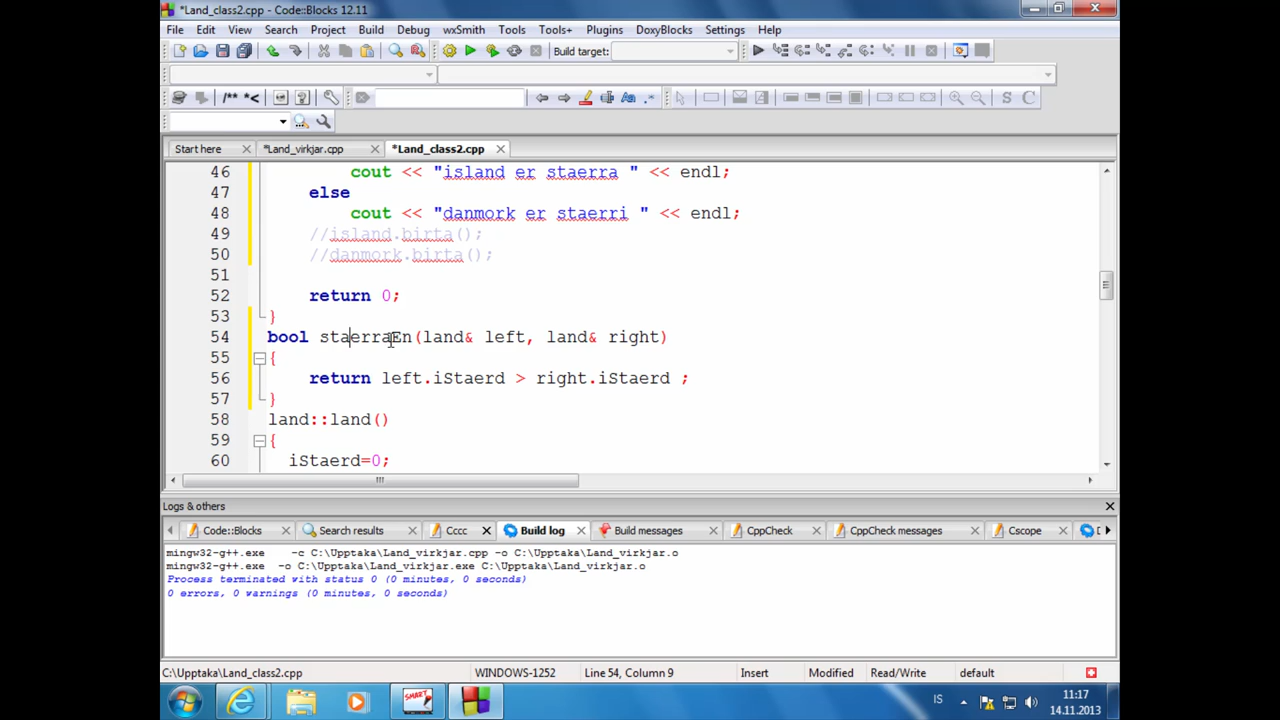 *Land_class2.cpp - Code::Blocks 12.11
File Edit View Search Project Build Debug wxSmith Tools Tools+ Plugins DoxyBlocks Settings Help
Build target:
/** *<
Aa .*
S C
Start here *Land_virkjar.cpp *Land_class2.cpp
46 cout << "island er staerra " << endl;
47 else
48 cout << "danmork er staerri " << endl;
49 //island.birta();
50 //danmork.birta();
51
52 return 0;
53 }
54 bool staerraEn(land& left, land& right)
55 {
56 return left.iStaerd > right.iStaerd ;
57 }
58 land::land()
59 {
60 iStaerd=0;
Logs & others
Code::Blocks Search results Cccc Build log Build messages CppCheck CppCheck messages Cscope D
mingw32-g++.exe -c C:\Upptaka\Land_virkjar.cpp -o C:\Upptaka\Land_virkjar.o
mingw32-g++.exe -o C:\Upptaka\Land_virkjar.exe C:\Upptaka\Land_virkjar.o
Process terminated with status 0 (0 minutes, 0 seconds)
0 errors, 0 warnings (0 minutes, 0 seconds)
C:\Upptaka\Land_class2.cpp WINDOWS-1252 Line 54, Column 9 Insert Modified Read/Write default
SMART IS 11:17
14.11.2013